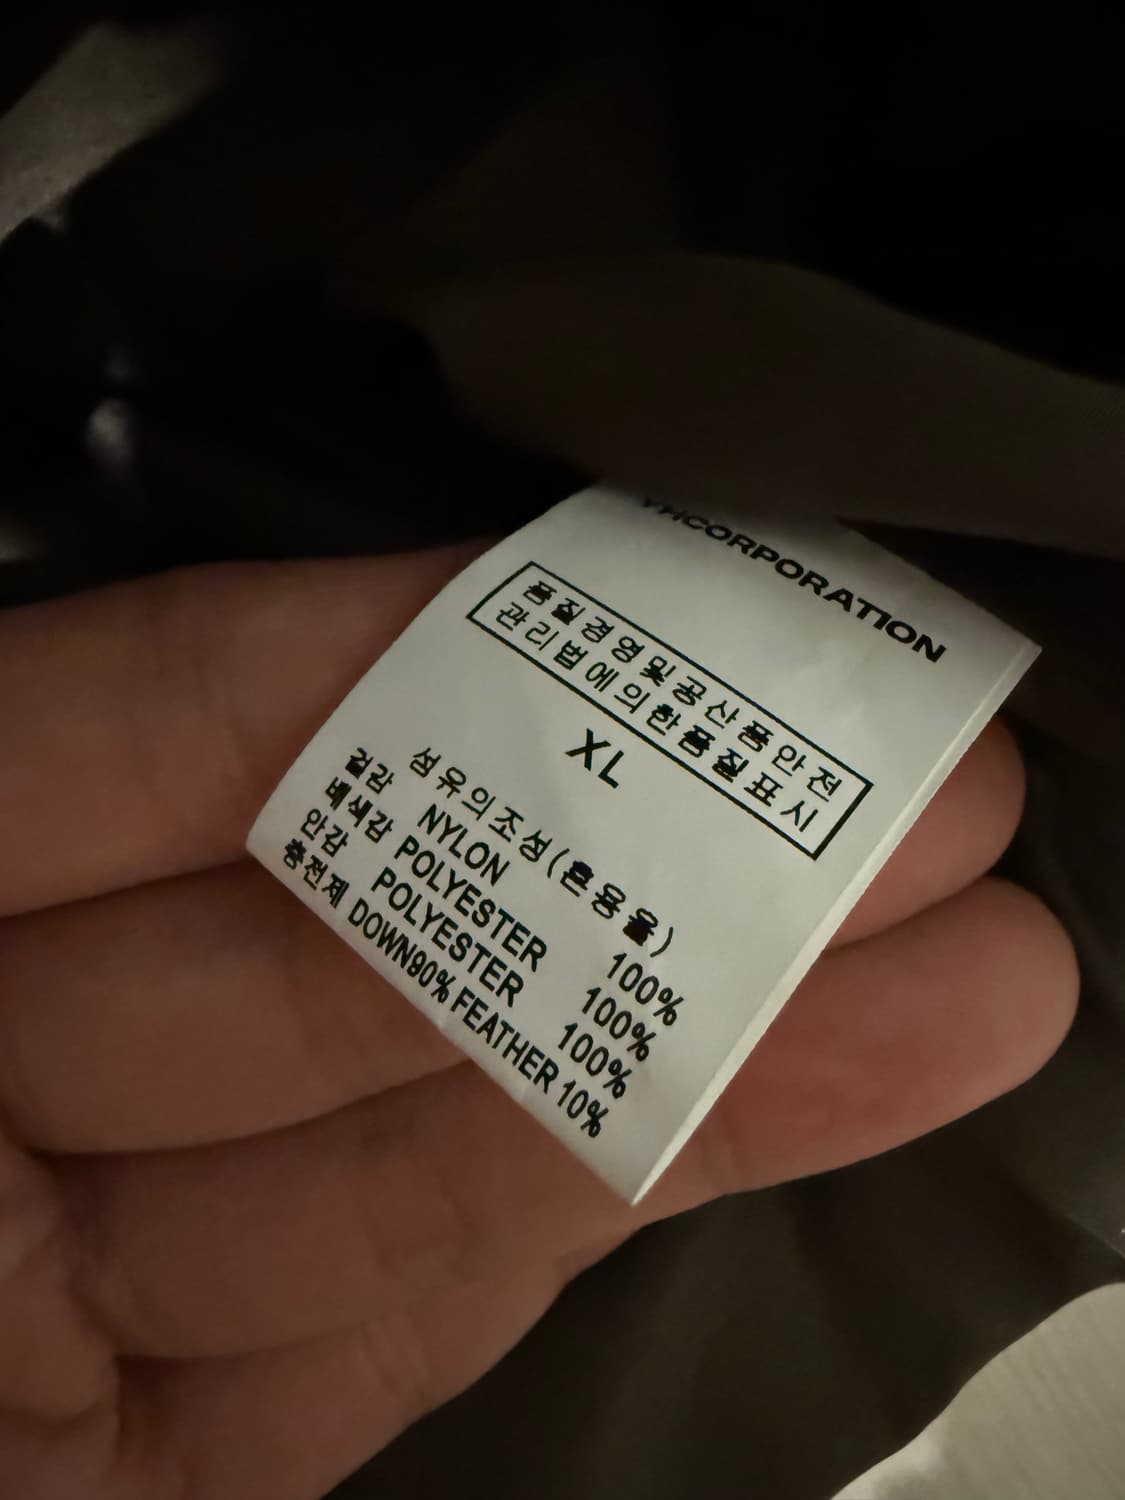 YHCORPORATION
품질경영및공산품안전
관리법에의한품질표시
XL
섬유의조성(혼용율)
겉감 NYLON 100%
배색감 POLYESTER 100%
안감 POLYESTER 100%
충전제 DOWN90% FEATHER 10%